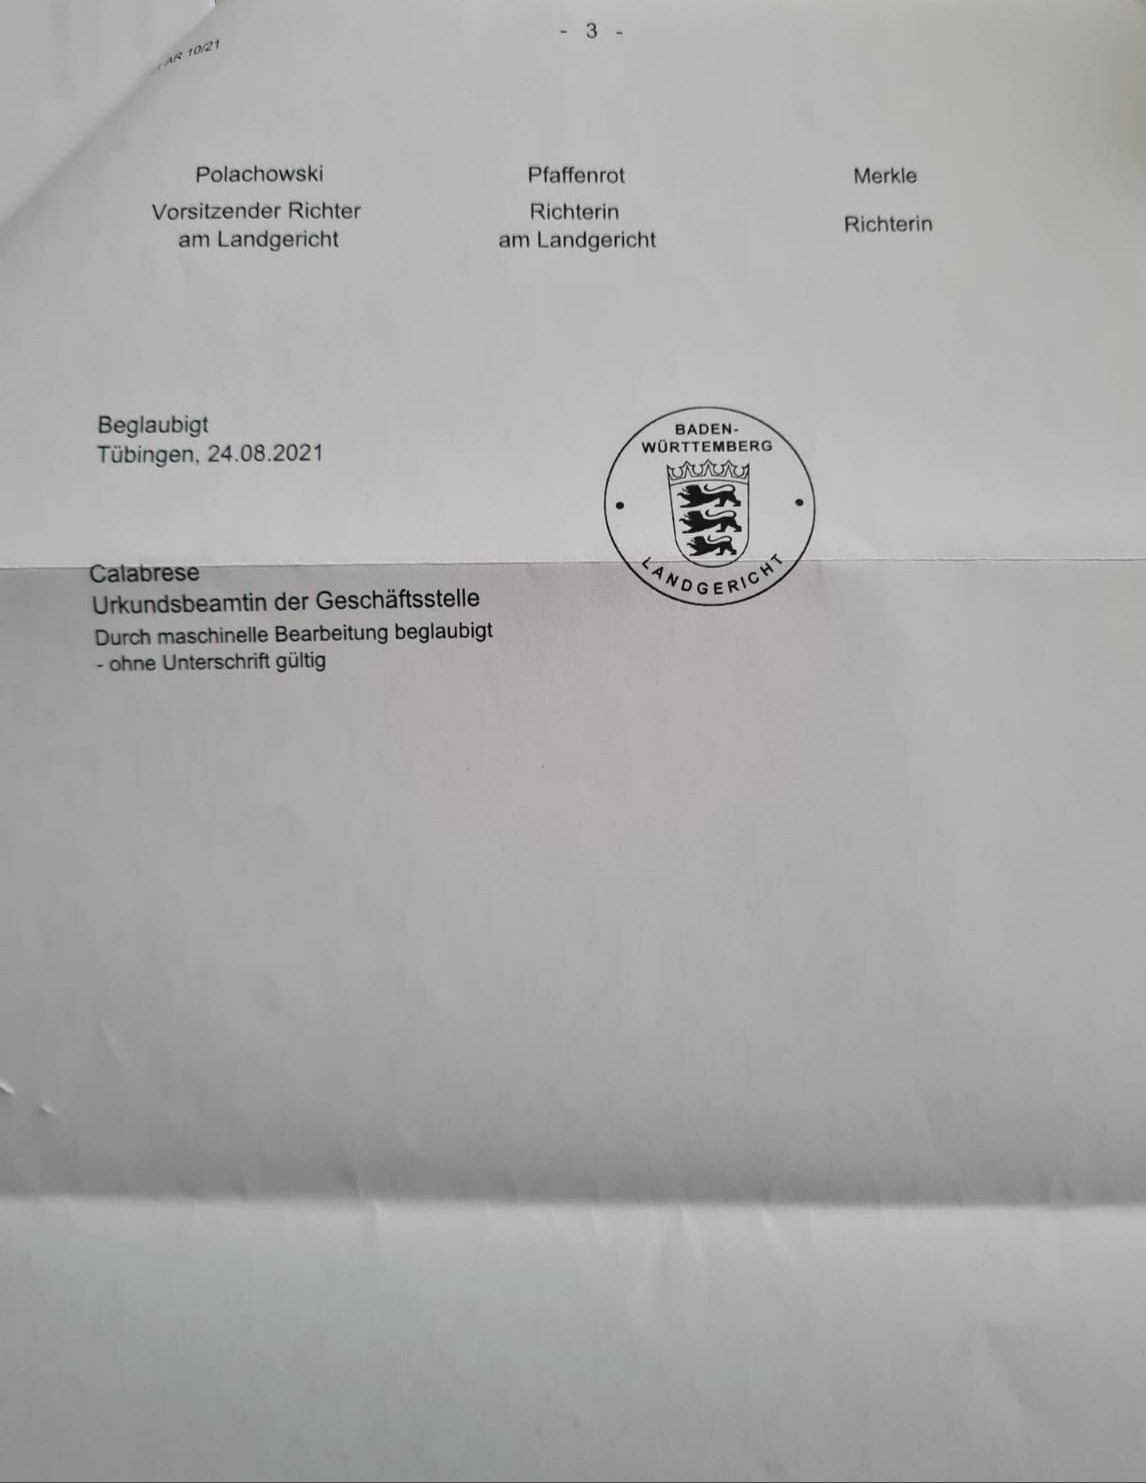 AR 10/21
- 3 -
Polachowski
Vorsitzender Richter
am Landgericht
Pfaffenrot
Richterin
am Landgericht
Merkle
Richterin
Beglaubigt
Tübingen, 24.08.2021
BADEN-
WÜRTTEMBERG
LANDGERICHT
Calabrese
Urkundsbeamtin der Geschäftsstelle
Durch maschinelle Bearbeitung beglaubigt
- ohne Unterschrift gültig